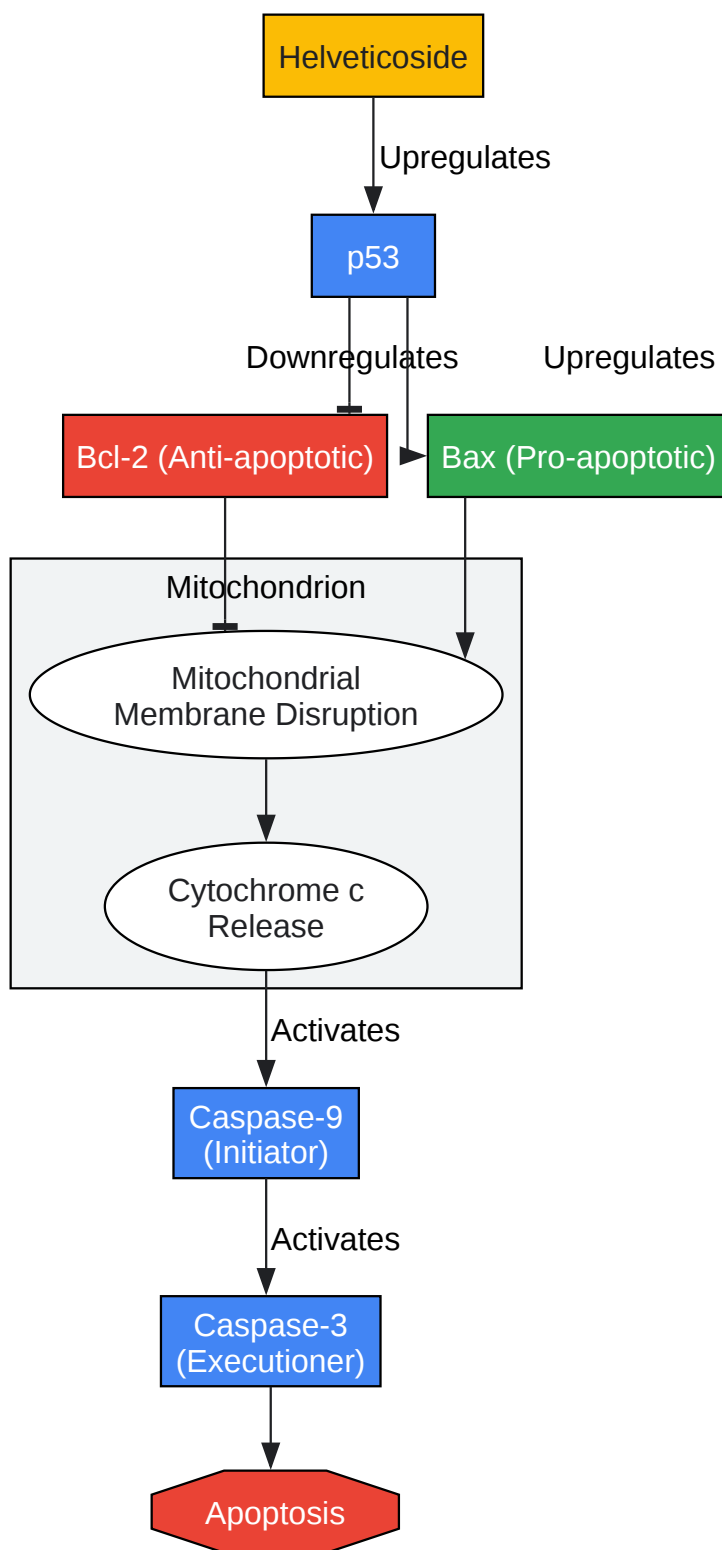 Helveticoside
Upregulates
p53
Downregulates
Upregulates
Bcl-2 (Anti-apoptotic)
Bax (Pro-apoptotic)
Mitochondrion
Mitochondrial
Membrane Disruption
Cytochrome c
Release
Activates
Caspase-9
(Initiator)
Activates
Caspase-3
(Executioner)
Apoptosis